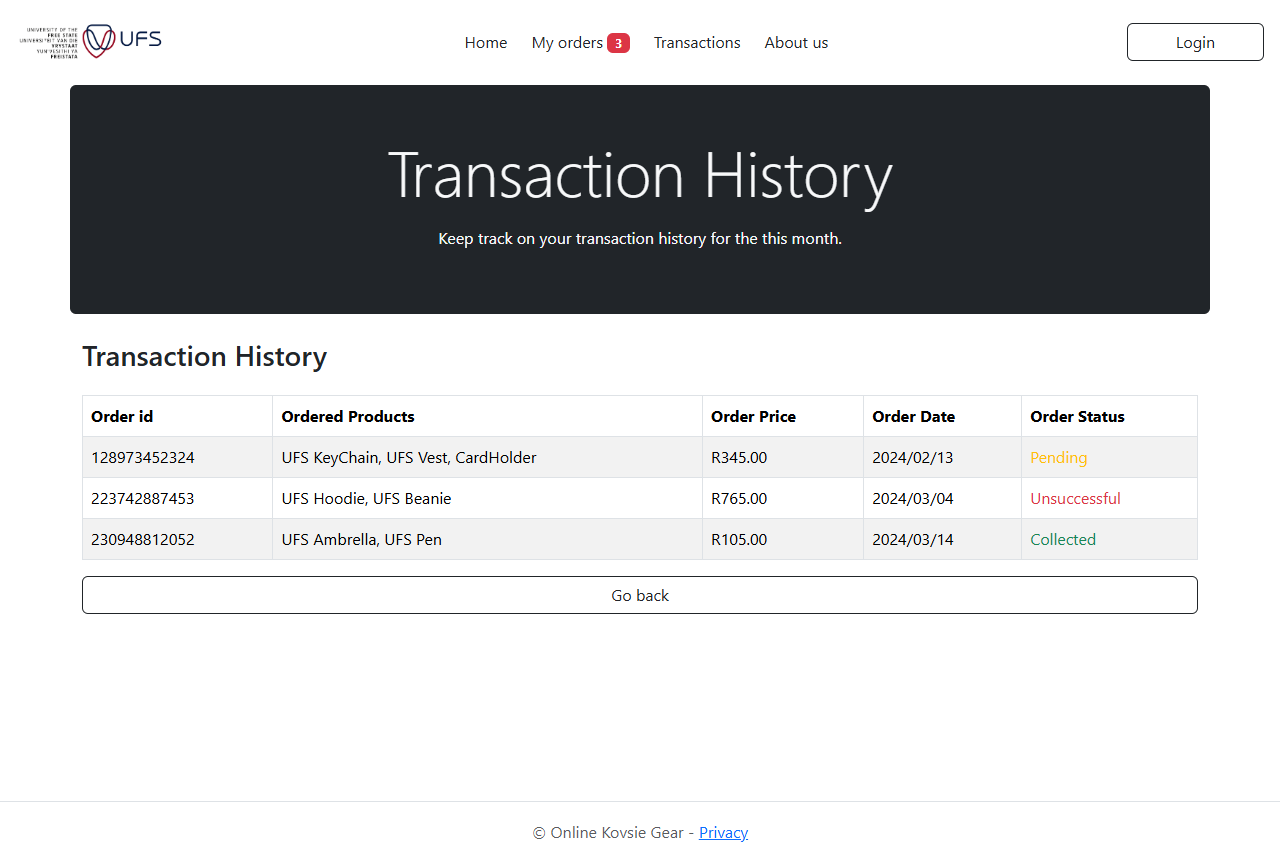 UNIVERSITY OF THE
FREE STATE
UNIVERSITEIT VAN DIE
VRYSTAAT
YUNIVESITHI YA
FREISTATA
UFS
Home My orders 3 Transactions About us Login
Transaction History
Keep track on your transaction history for the this month.
Transaction History
Order id Ordered Products Order Price Order Date Order Status
128973452324 UFS KeyChain, UFS Vest, CardHolder R345.00 2024/02/13 Pending
223742887453 UFS Hoodie, UFS Beanie R765.00 2024/03/04 Unsuccessful
230948812052 UFS Ambrella, UFS Pen R105.00 2024/03/14 Collected
Go back
© Online Kovsie Gear - Privacy